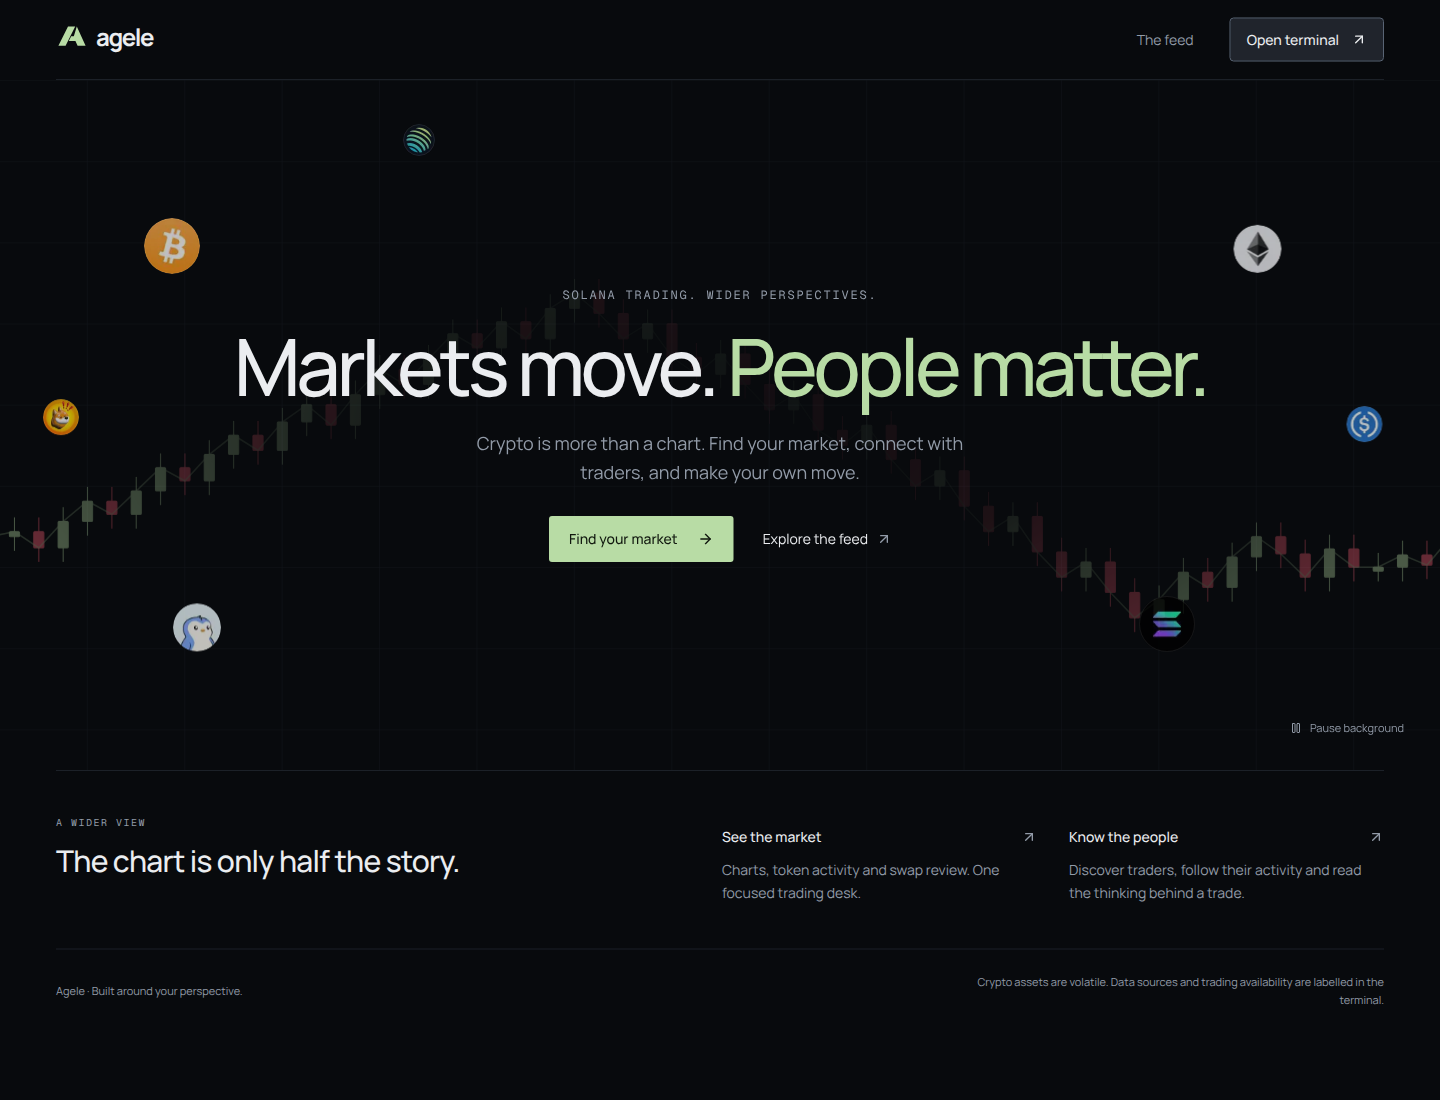 agele
The feed
Open terminal
SOLANA TRADING. WIDER PERSPECTIVES.
Markets move. People matter.
Crypto is more than a chart. Find your market, connect with
traders, and make your own move.
Find your market
Explore the feed
Pause background
A WIDER VIEW
The chart is only half the story.
See the market
Charts, token activity and swap review. One
focused trading desk.
Know the people
Discover traders, follow their activity and read
the thinking behind a trade.
Agele · Built around your perspective.
Crypto assets are volatile. Data sources and trading availability are labelled in the
terminal.